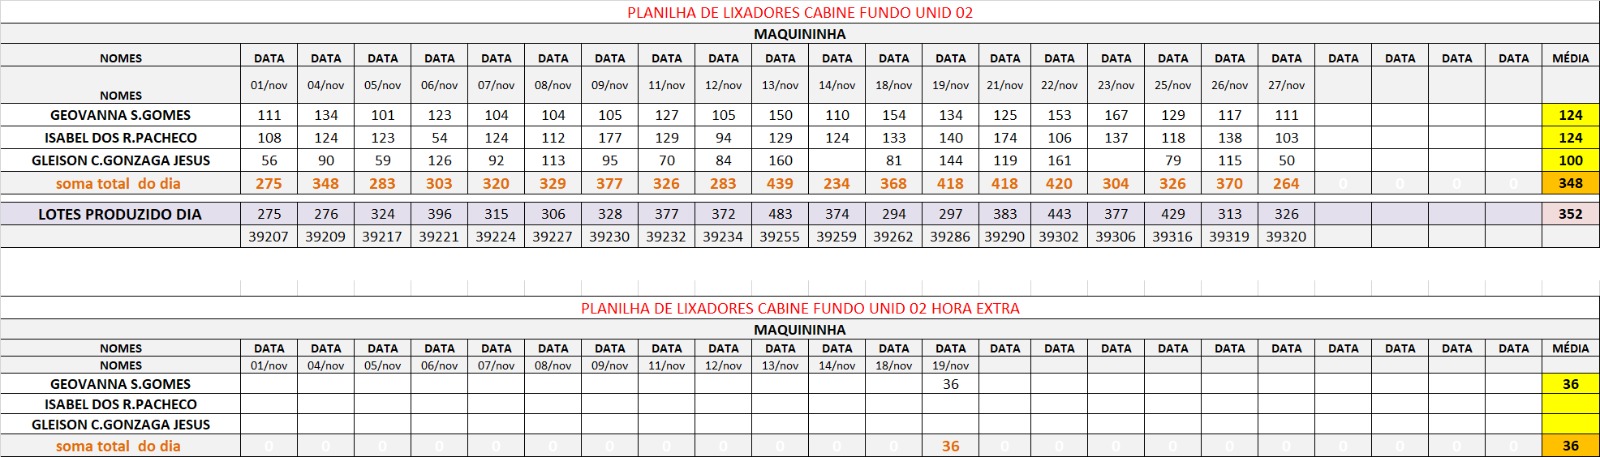 PLANILHA DE LIXADORES CABINE FUNDO UNID 02
MAQUININHA
NOMES DATA DATA DATA DATA DATA DATA DATA DATA DATA DATA DATA DATA DATA DATA DATA DATA DATA DATA DATA DATA DATA DATA DATA MÉDIA
NOMES 01/nov 04/nov 05/nov 06/nov 07/nov 08/nov 09/nov 11/nov 12/nov 13/nov 14/nov 18/nov 19/nov 21/nov 22/nov 23/nov 25/nov 26/nov 27/nov
GEOVANNA S.GOMES 111 134 101 123 104 104 105 127 105 150 110 154 134 125 153 167 129 117 111 124
ISABEL DOS R.PACHECO 108 124 123 54 124 112 177 129 94 129 124 133 140 174 106 137 118 138 103 124
GLEISON C.GONZAGA JESUS 56 90 59 126 92 113 95 70 84 160 81 144 119 161 79 115 50 100
soma total do dia 275 348 283 303 320 329 377 326 283 439 234 368 418 418 420 304 326 370 264 0 0 0 0 348
LOTES PRODUZIDO DIA 275 276 324 396 315 306 328 377 372 483 374 294 297 383 443 377 429 313 326 352
39207 39209 39217 39221 39224 39227 39230 39232 39234 39255 39259 39262 39286 39290 39302 39306 39316 39319 39320
PLANILHA DE LIXADORES CABINE FUNDO UNID 02 HORA EXTRA
MAQUININHA
NOMES DATA DATA DATA DATA DATA DATA DATA DATA DATA DATA DATA DATA DATA DATA DATA DATA DATA DATA DATA DATA DATA DATA DATA MÉDIA
NOMES 01/nov 04/nov 05/nov 06/nov 07/nov 08/nov 09/nov 11/nov 12/nov 13/nov 14/nov 18/nov 19/nov
GEOVANNA S.GOMES 36 36
ISABEL DOS R.PACHECO
GLEISON C.GONZAGA JESUS
soma total do dia 0 0 0 0 0 0 0 0 0 0 0 0 36 0 0 0 0 0 0 0 0 0 0 36